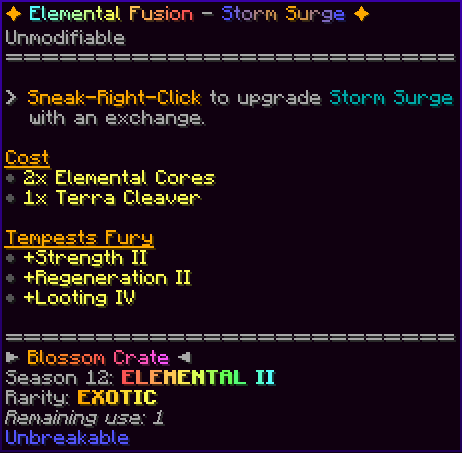 ✦ Elemental Fusion - Storm Surge ✦
Unmodifiable
================================
> Sneak-Right-Click to upgrade Storm Surge
with an exchange.
Cost
• 2x Elemental Cores
• 1x Terra Cleaver
Tempests Fury
• +Strength II
• +Regeneration II
• +Looting IV
================================
► Blossom Crate ◄
Season 12: ELEMENTAL II
Rarity: EXOTIC
Remaining use: 1
Unbreakable